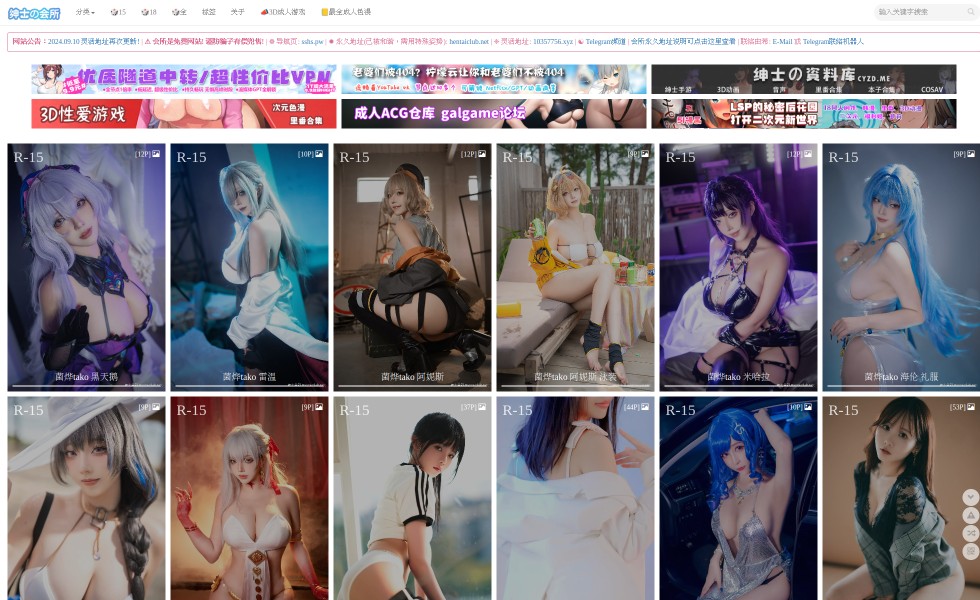 绅士の会所
分类 15 18 全 标签 关于 3D成人游戏 最全成人色漫
输入关键字搜索
网站公告：2024.09.10 灵活地址再次更新! | ⚠ 会所是免费网站! 谨防骗子有偿兜售! | 导航页: sshs.pw | 永久地址(已被和谐，需用特殊姿势): hentaiclub.net | 灵活地址: 10357756.xyz | Telegram频道 | 会所永久地址说明可点击这里查看 | 联络由希: E-Mail 或 Telegram联络机器人
优质隧道中转/超性价比VPN
老婆们被404? 柠檬云让你和老婆们不被404
绅士の资料库CYZD.ME
绅士手游 3D动画 音声 里番合集 本子合集 COSAV
3D性爱游戏
次元色漫
里番合集
成人ACG仓库 galgame论坛
LSP的秘密后花园
打开二次元新世界
R-15 [12P]
菌烨tako 黑天鹅
R-15 [10P]
菌烨tako 雷温
R-15 [12P]
菌烨tako 阿妮斯
R-15 [9P]
菌烨tako 阿妮斯 泳装
R-15 [12P]
菌烨tako 米哈拉
R-15 [9P]
菌烨tako 海伦 礼服
R-15 [9P]
R-15 [9P]
R-15 [37P]
R-15 [44P]
R-15 [10P]
R-15 [53P]